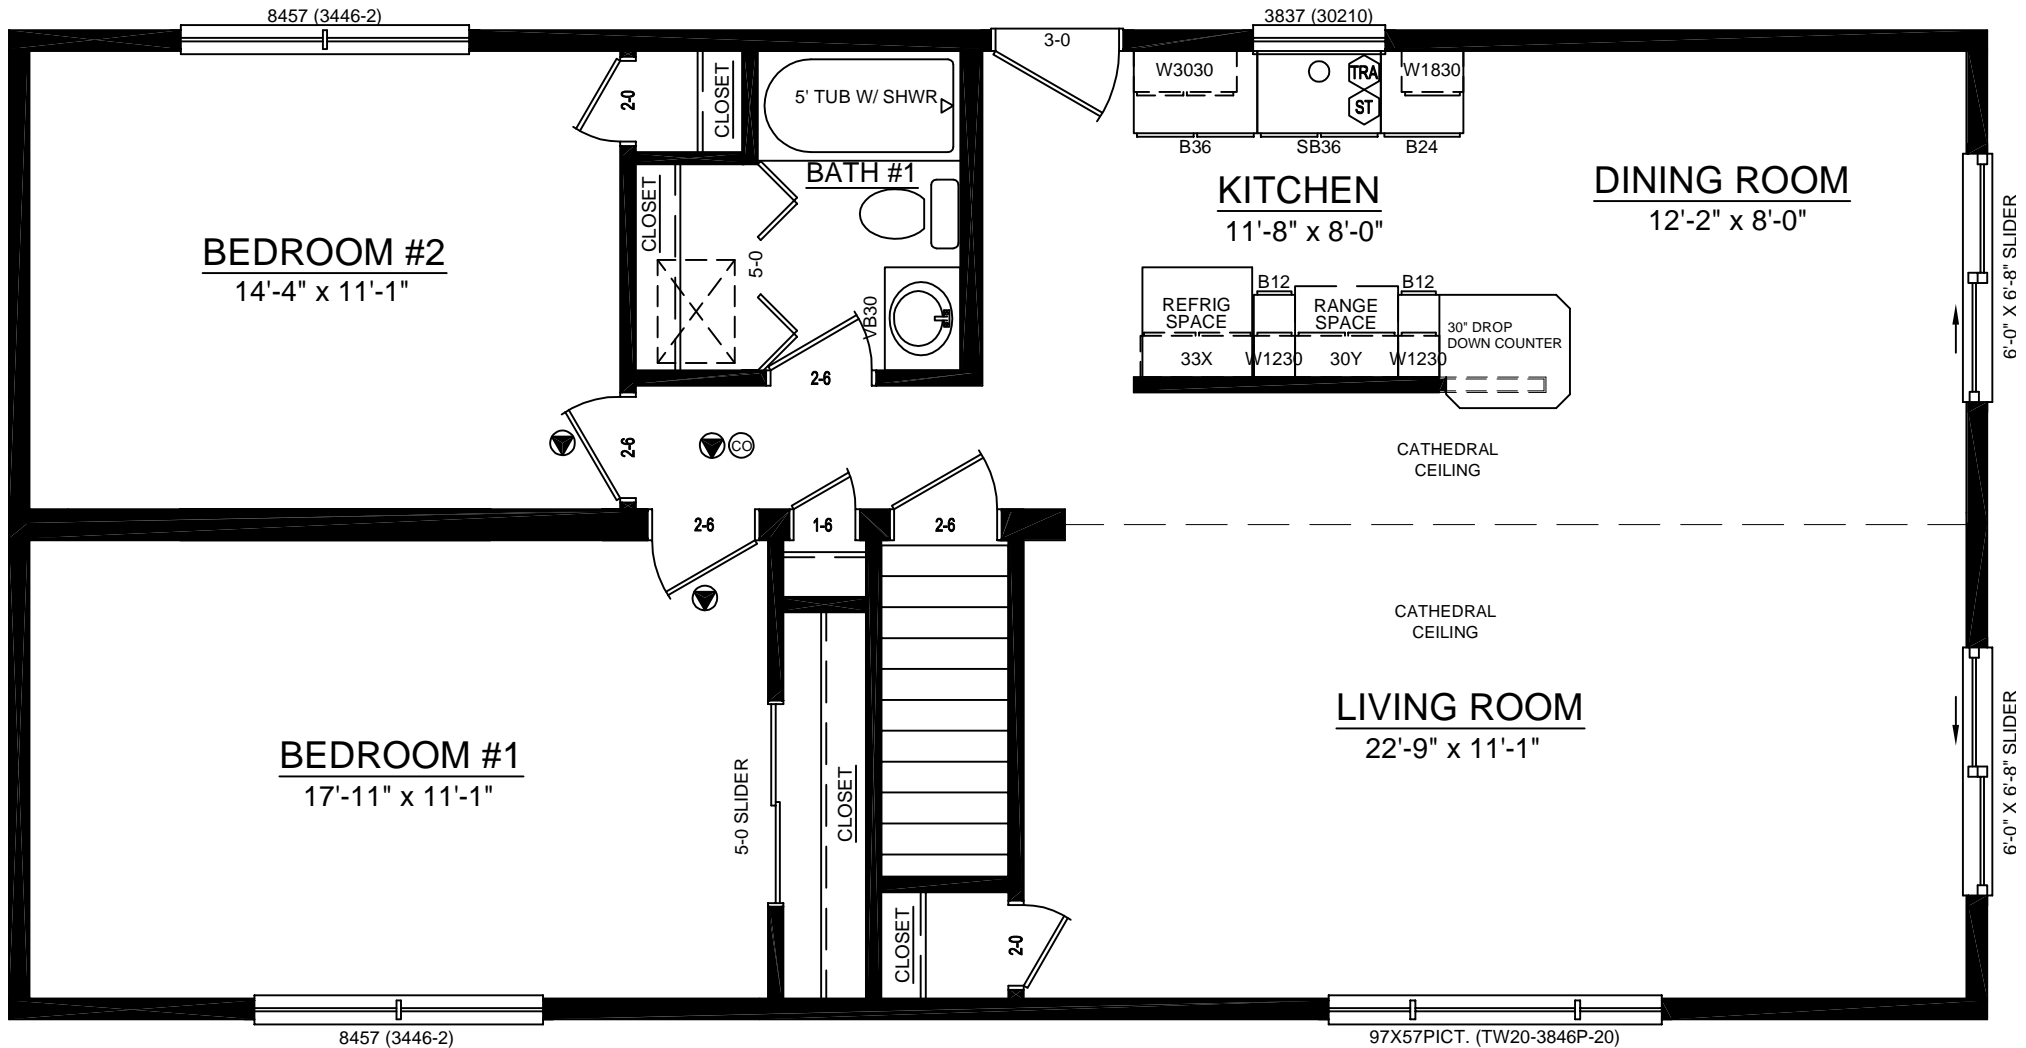 8457 (3446-2)
3-0
3837 (30210)
CLOSET
2-0
5' TUB W/ SHWR
W3030
TRA
ST
W1830
B36
SB36
B24
BATH #1
CLOSET
5-0
VB30
KITCHEN
11'-8" x 8'-0"
DINING ROOM
12'-2" x 8'-0"
6'-0" X 6'-8" SLIDER
BEDROOM #2
14'-4" x 11'-1"
REFRIG
SPACE
33X
B12
W1230
RANGE
SPACE
30Y
B12
W1230
30" DROP
DOWN COUNTER
2-6
2-6
CO
CATHEDRAL
CEILING
2-6
1-6
2-6
CATHEDRAL
CEILING
LIVING ROOM
22'-9" x 11'-1"
6'-0" X 6'-8" SLIDER
BEDROOM #1
17'-11" x 11'-1"
5-0 SLIDER
CLOSET
CLOSET
2-0
8457 (3446-2)
97X57PICT. (TW20-3846P-20)